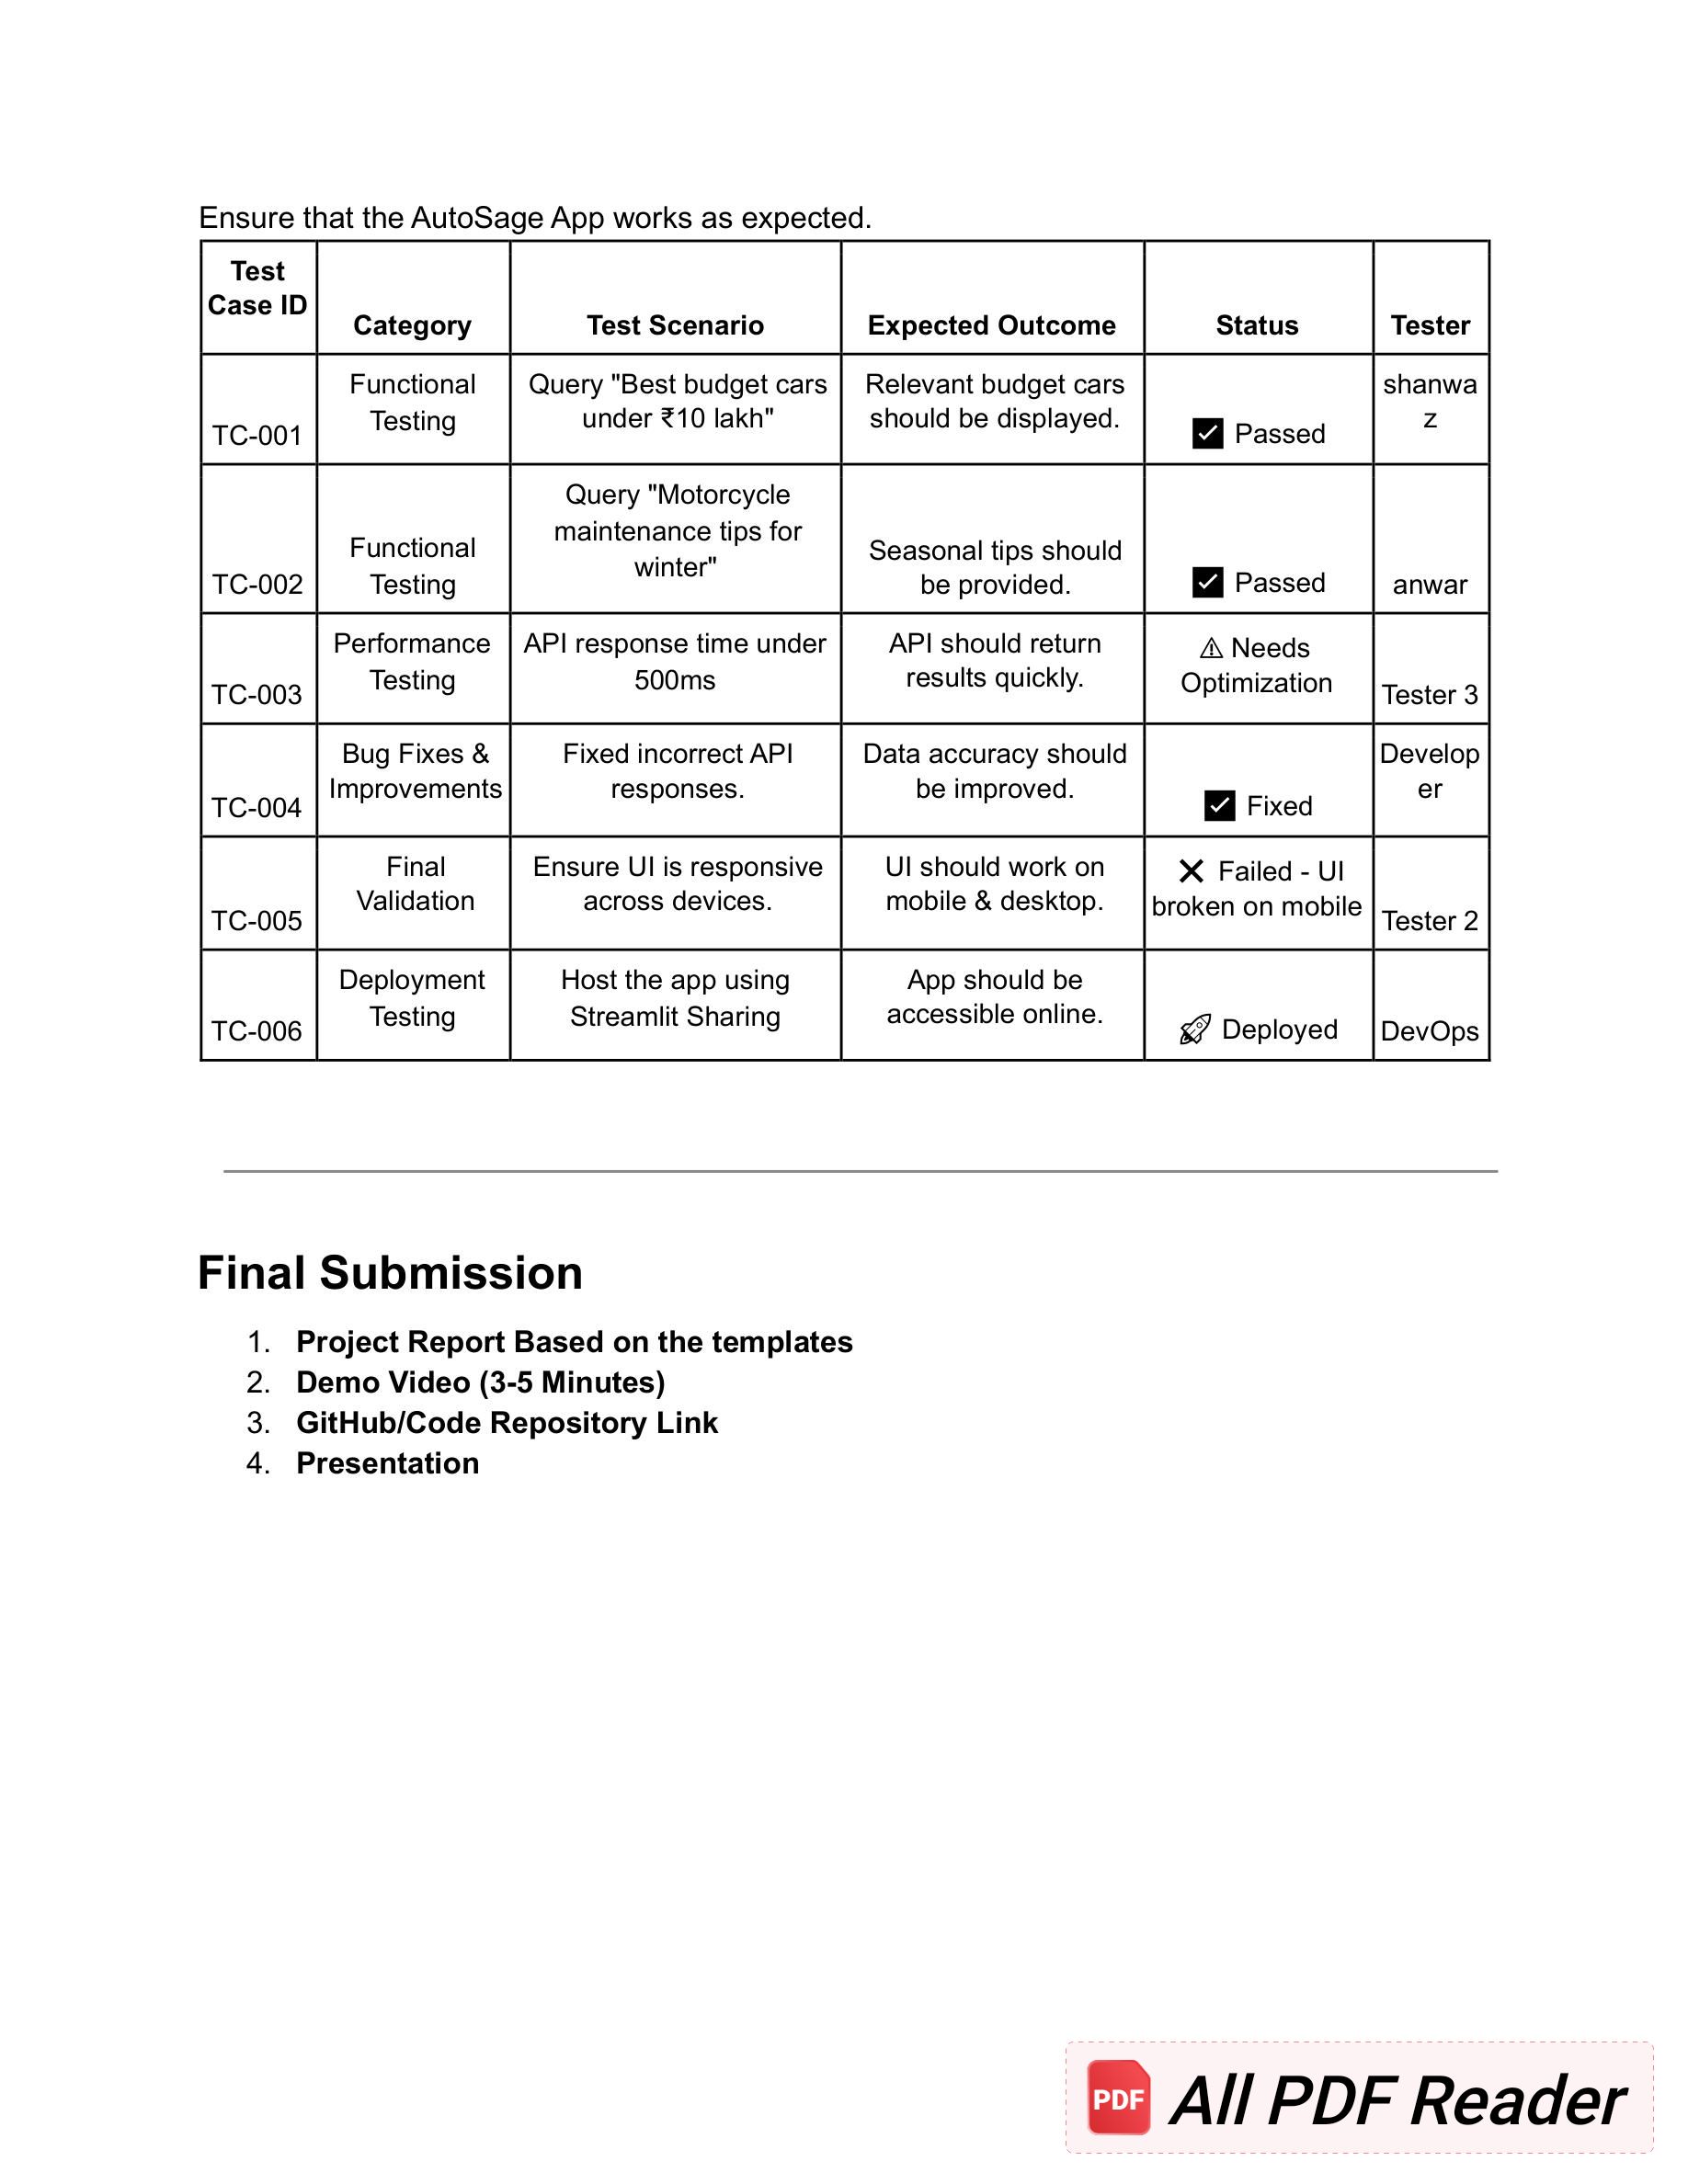 Ensure that the AutoSage App works as expected.
Test
Case ID
Category
Test Scenario
Expected Outcome
Status
Tester
TC-001
Functional
Testing
Query "Best budget cars
under ₹10 lakh"
Relevant budget cars
should be displayed.
✅ Passed
shanwa
z
TC-002
Functional
Testing
Query "Motorcycle
maintenance tips for
winter"
Seasonal tips should
be provided.
✅ Passed
anwar
TC-003
Performance
Testing
API response time under
500ms
API should return
results quickly.
⚠ Needs
Optimization
Tester 3
TC-004
Bug Fixes &
Improvements
Fixed incorrect API
responses.
Data accuracy should
be improved.
✅ Fixed
Develop
er
TC-005
Final
Validation
Ensure UI is responsive
across devices.
UI should work on
mobile & desktop.
❌ Failed - UI
broken on mobile
Tester 2
TC-006
Deployment
Testing
Host the app using
Streamlit Sharing
App should be
accessible online.
🚀 Deployed
DevOps
Final Submission
1. Project Report Based on the templates
2. Demo Video (3-5 Minutes)
3. GitHub/Code Repository Link
4. Presentation
PDF All PDF Reader